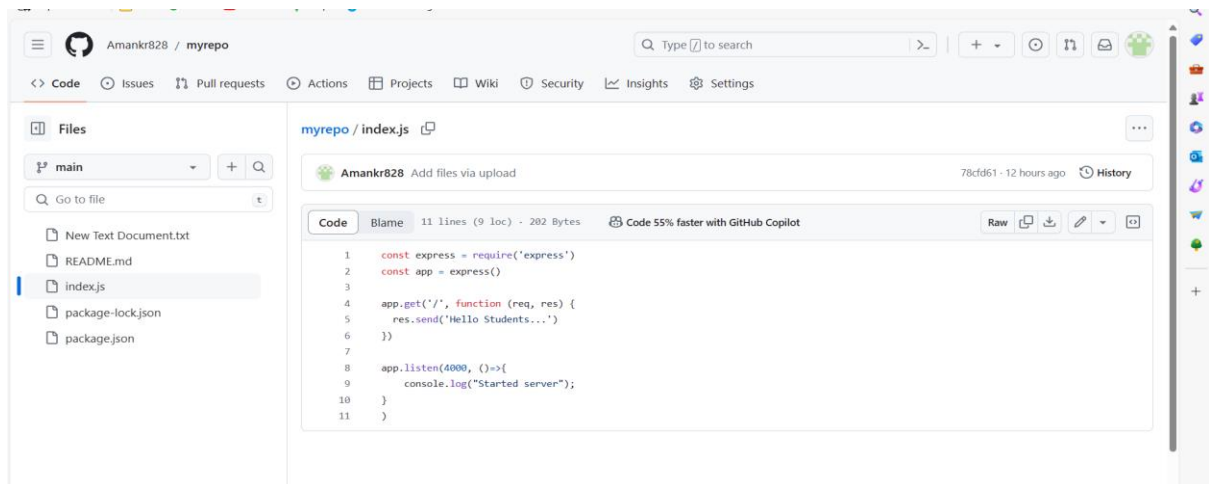 Amankr828 / myrepo
Type / to search
Code Issues Pull requests Actions Projects Wiki Security Insights Settings
Files
main
Go to file
t
New Text Document.txt
README.md
index.js
package-lock.json
package.json
myrepo / index.js
Amankr828 Add files via upload
78cfd61 · 12 hours ago History
Code Blame 11 lines (9 loc) · 202 Bytes Code 55% faster with GitHub Copilot Raw
1 const express = require('express')
2 const app = express()
3
4 app.get('/', function (req, res) {
5   res.send('Hello Students...')
6 })
7
8 app.listen(4000, ()=>{
9     console.log("Started server");
10 }
11 )